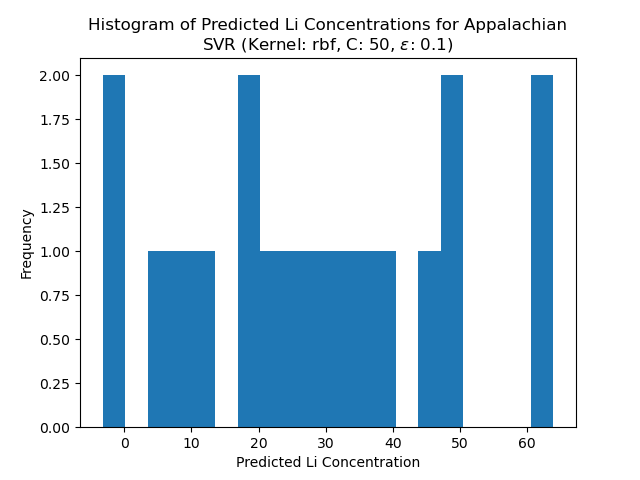 Histogram of Predicted Li Concentrations for Appalachian
SVR (Kernel: rbf, C: 50, ε: 0.1)
Frequency
2.00
1.75
1.50
1.25
1.00
0.75
0.50
0.25
0.00
0 10 20 30 40 50 60
Predicted Li Concentration